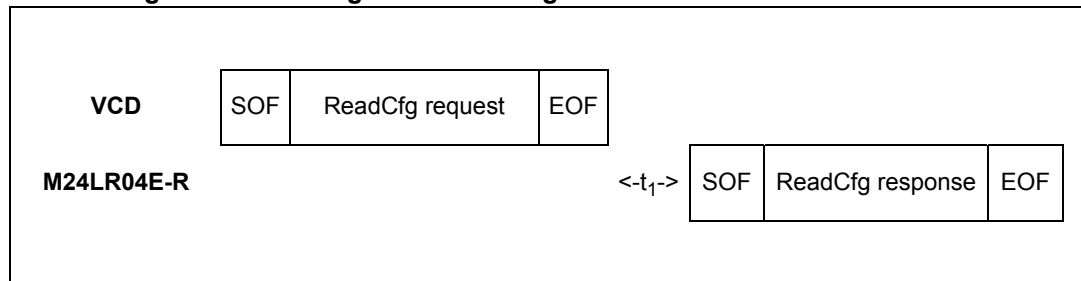 VCD SOF ReadCfg request EOF
M24LR04E-R <-t1-> SOF ReadCfg response EOF